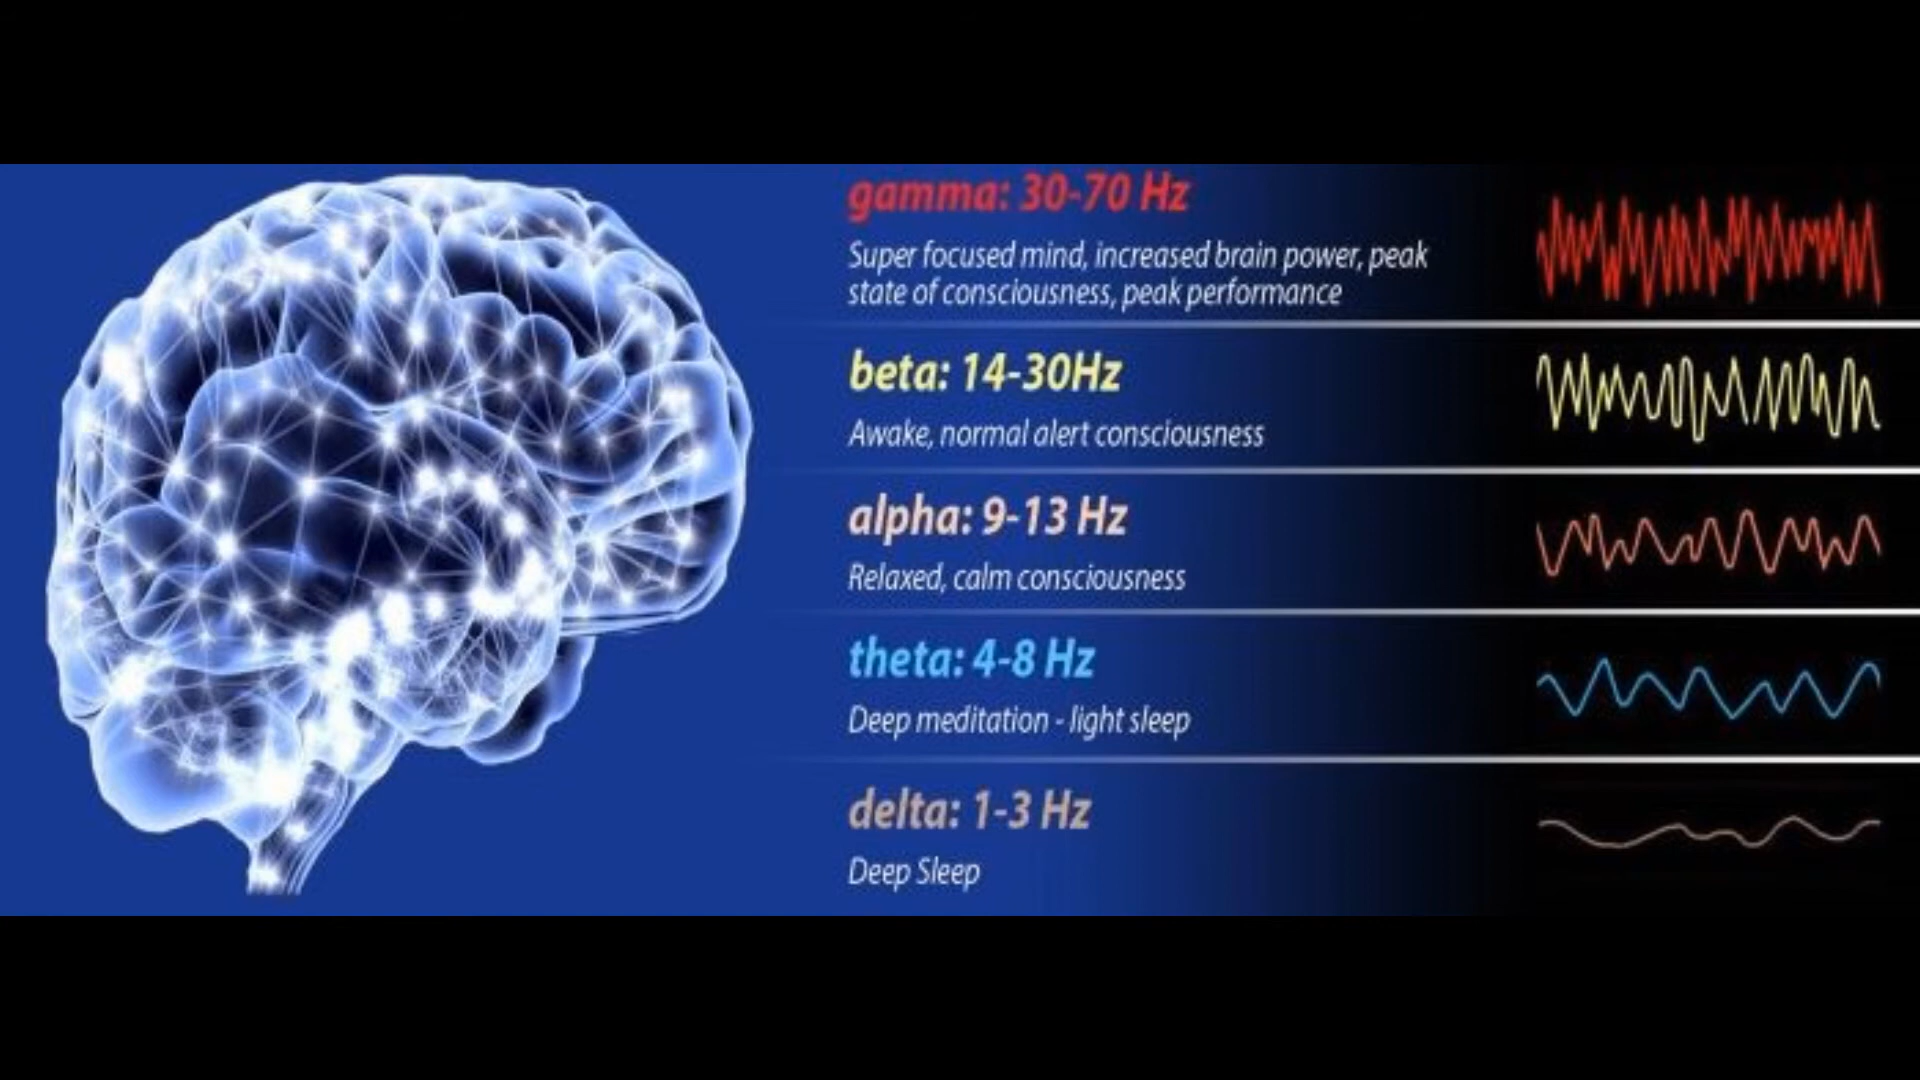 gamma: 30-70 Hz
Super focused mind, increased brain power, peak
state of consciousness, peak performance
beta: 14-30Hz
Awake, normal alert consciousness
alpha: 9-13 Hz
Relaxed, calm consciousness
theta: 4-8 Hz
Deep meditation - light sleep
delta: 1-3 Hz
Deep Sleep